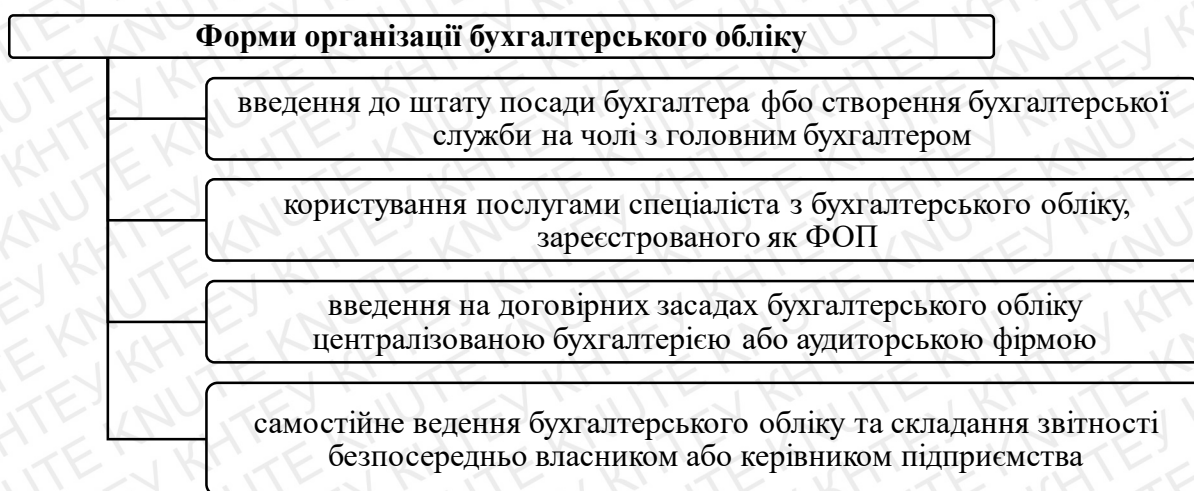 Форми організації бухгалтерського обліку
введення до штату посади бухгалтера фбо створення бухгалтерської
служби на чолі з головним бухгалтером
користування послугами спеціаліста з бухгалтерського обліку,
зареєстрованого як ФОП
введення на договірних засадах бухгалтерського обліку
централізованою бухгалтерією або аудиторською фірмою
самостійне ведення бухгалтерського обліку та складання звітності
безпосередньо власником або керівником підприємства